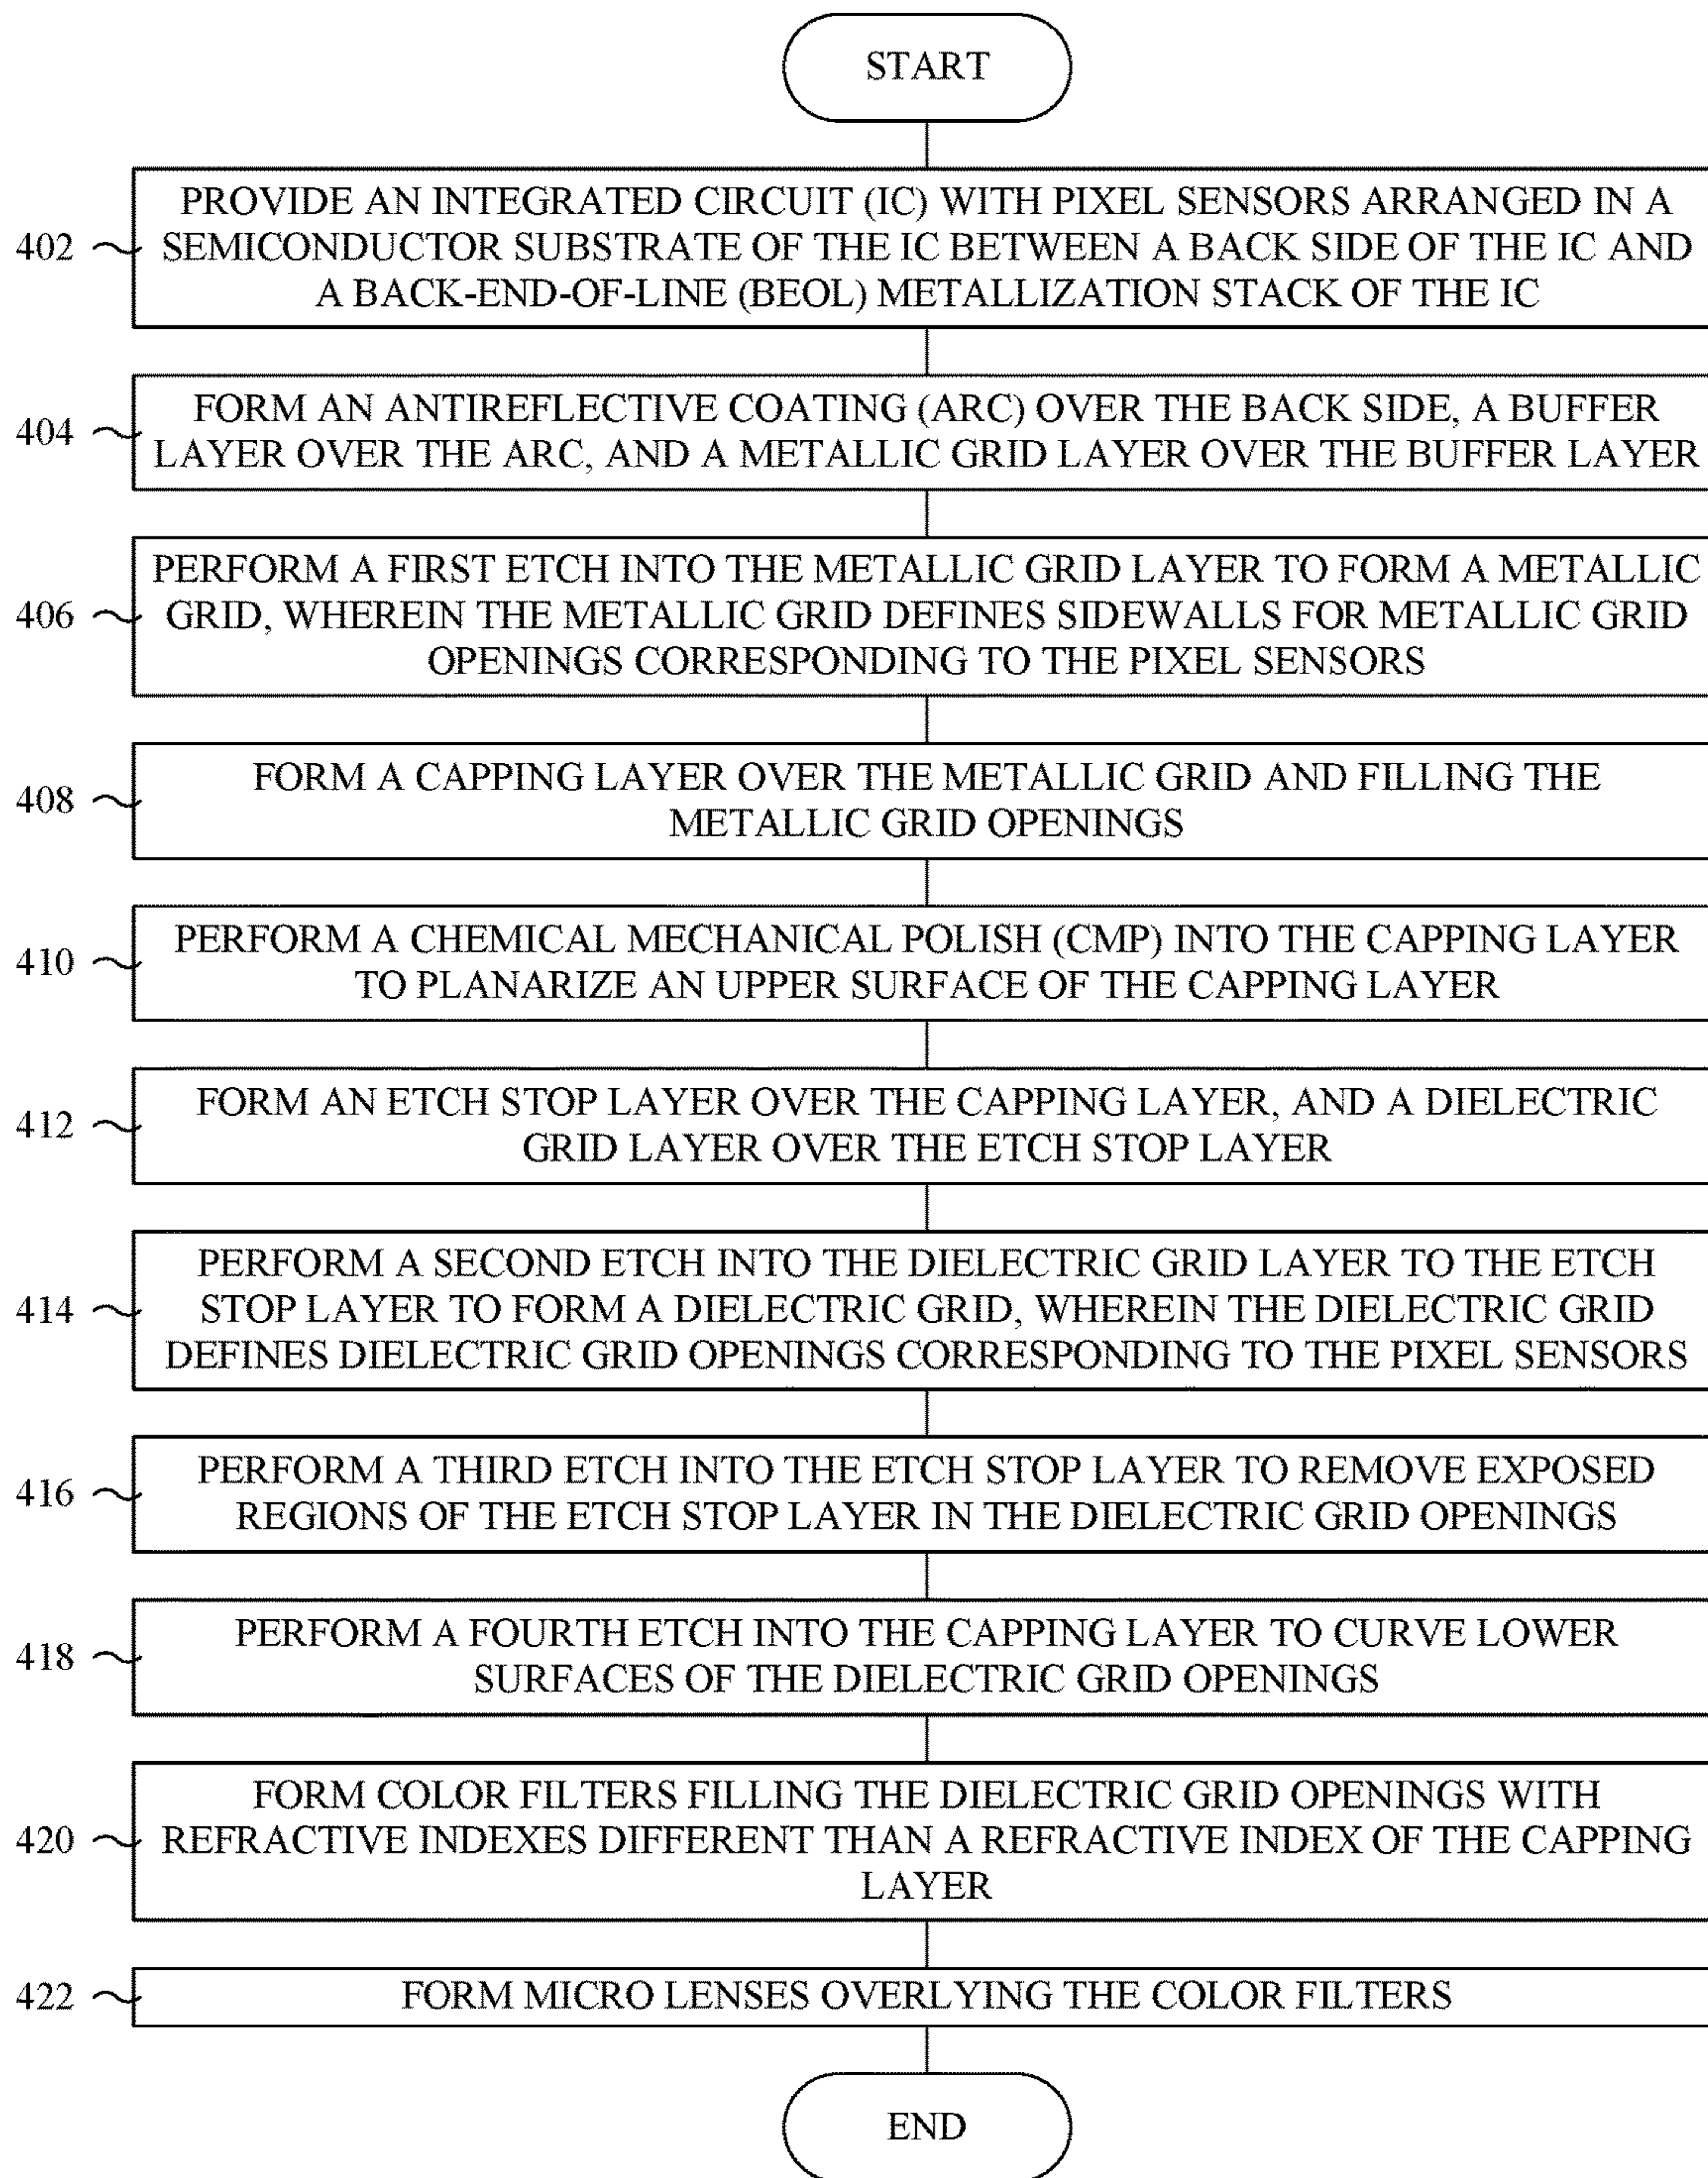 START
402
PROVIDE AN INTEGRATED CIRCUIT (IC) WITH PIXEL SENSORS ARRANGED IN A
SEMICONDUCTOR SUBSTRATE OF THE IC BETWEEN A BACK SIDE OF THE IC AND
A BACK-END-OF-LINE (BEOL) METALLIZATION STACK OF THE IC
404
FORM AN ANTIREFLECTIVE COATING (ARC) OVER THE BACK SIDE, A BUFFER
LAYER OVER THE ARC, AND A METALLIC GRID LAYER OVER THE BUFFER LAYER
406
PERFORM A FIRST ETCH INTO THE METALLIC GRID LAYER TO FORM A METALLIC
GRID, WHEREIN THE METALLIC GRID DEFINES SIDEWALLS FOR METALLIC GRID
OPENINGS CORRESPONDING TO THE PIXEL SENSORS
408
FORM A CAPPING LAYER OVER THE METALLIC GRID AND FILLING THE
METALLIC GRID OPENINGS
410
PERFORM A CHEMICAL MECHANICAL POLISH (CMP) INTO THE CAPPING LAYER
TO PLANARIZE AN UPPER SURFACE OF THE CAPPING LAYER
412
FORM AN ETCH STOP LAYER OVER THE CAPPING LAYER, AND A DIELECTRIC
GRID LAYER OVER THE ETCH STOP LAYER
414
PERFORM A SECOND ETCH INTO THE DIELECTRIC GRID LAYER TO THE ETCH
STOP LAYER TO FORM A DIELECTRIC GRID, WHEREIN THE DIELECTRIC GRID
DEFINES DIELECTRIC GRID OPENINGS CORRESPONDING TO THE PIXEL SENSORS
416
PERFORM A THIRD ETCH INTO THE ETCH STOP LAYER TO REMOVE EXPOSED
REGIONS OF THE ETCH STOP LAYER IN THE DIELECTRIC GRID OPENINGS
418
PERFORM A FOURTH ETCH INTO THE CAPPING LAYER TO CURVE LOWER
SURFACES OF THE DIELECTRIC GRID OPENINGS
420
FORM COLOR FILTERS FILLING THE DIELECTRIC GRID OPENINGS WITH
REFRACTIVE INDEXES DIFFERENT THAN A REFRACTIVE INDEX OF THE CAPPING
LAYER
422
FORM MICRO LENSES OVERLYING THE COLOR FILTERS
END